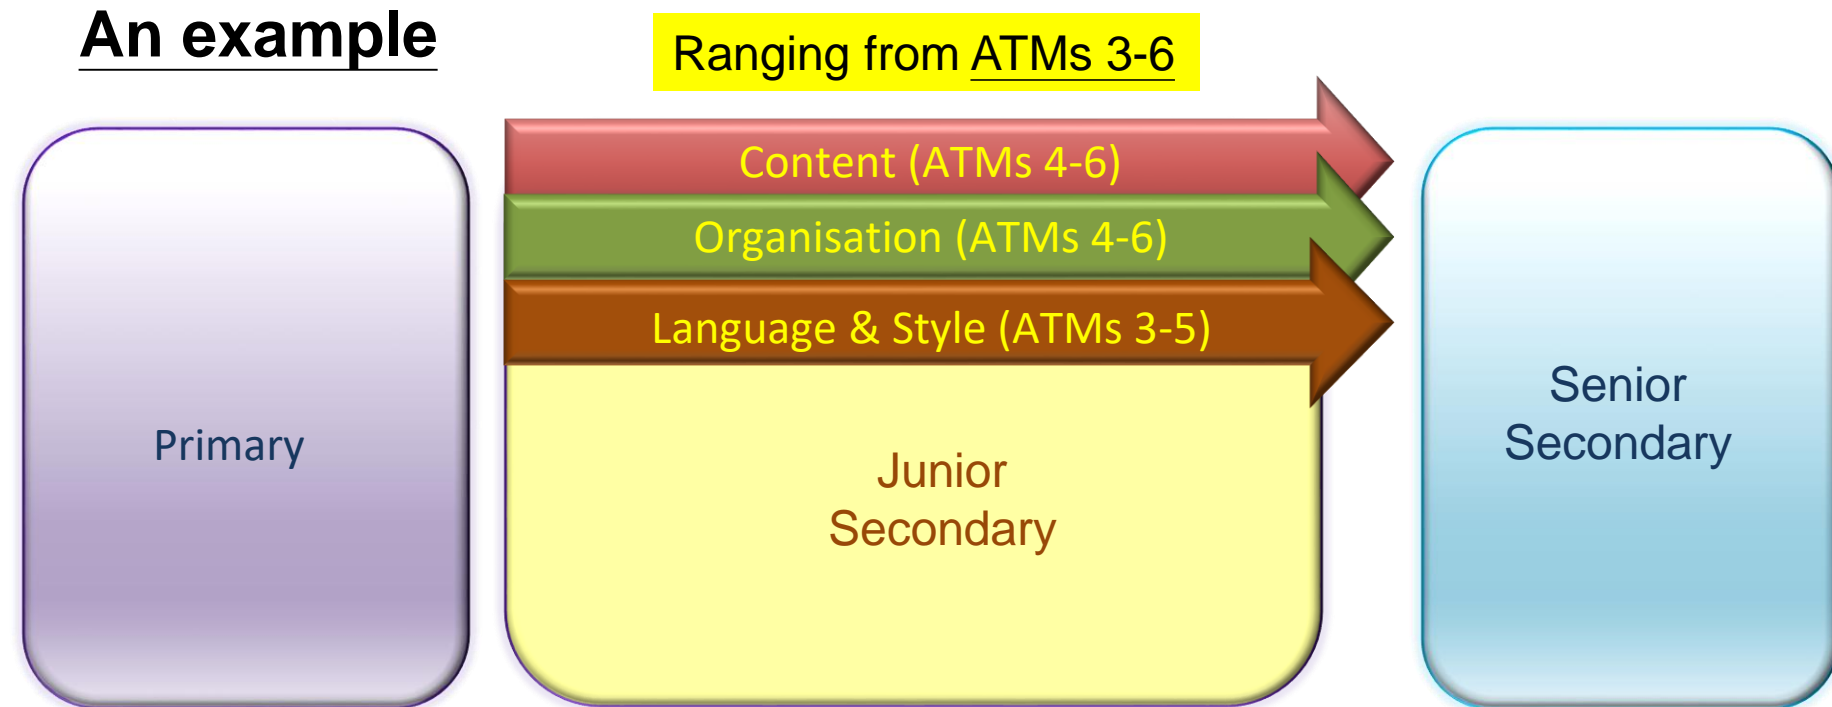 An example
Ranging from ATMs 3-6
Content (ATMs 4-6)
Organisation (ATMs 4-6)
Language & Style (ATMs 3-5)
Primary
Junior
Secondary
Senior
Secondary